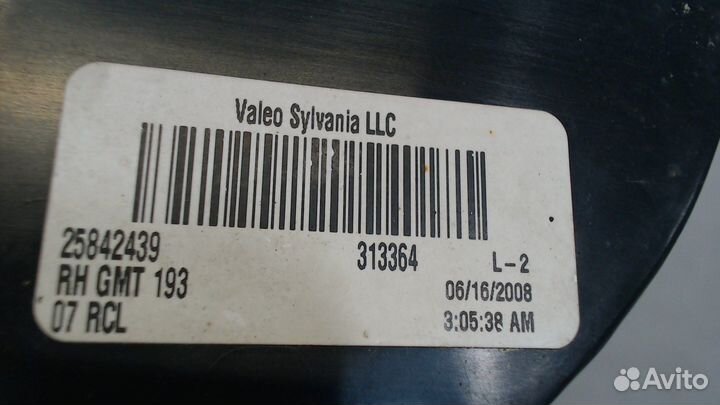 Valeo Sylvania LLC
25842439 313364 L-2
RH GMT 193 06/16/2008
07 RCL 3:05:38 AM
Avito